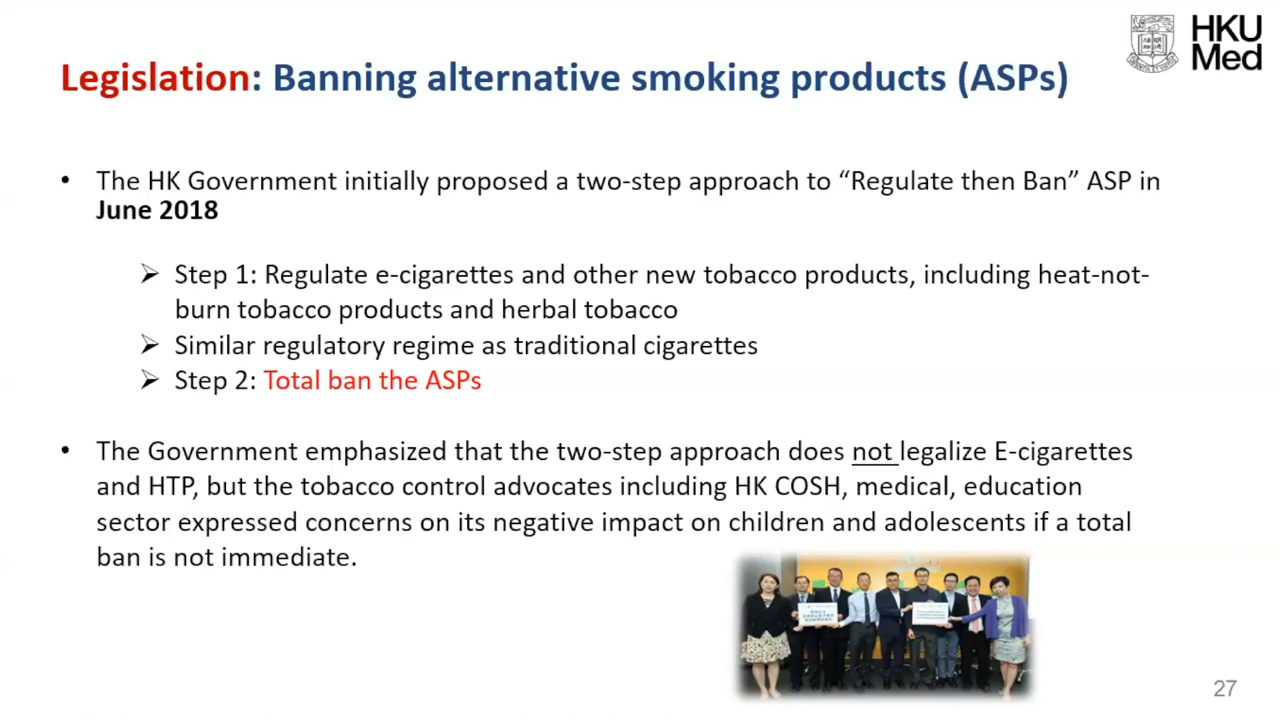 HKU
Med
Legislation: Banning alternative smoking products (ASPs)
• The HK Government initially proposed a two-step approach to “Regulate then Ban” ASP in
June 2018
➢ Step 1: Regulate e-cigarettes and other new tobacco products, including heat-not-
burn tobacco products and herbal tobacco
➢ Similar regulatory regime as traditional cigarettes
➢ Step 2: Total ban the ASPs
• The Government emphasized that the two-step approach does not legalize E-cigarettes
and HTP, but the tobacco control advocates including HK COSH, medical, education
sector expressed concerns on its negative impact on children and adolescents if a total
ban is not immediate.
27